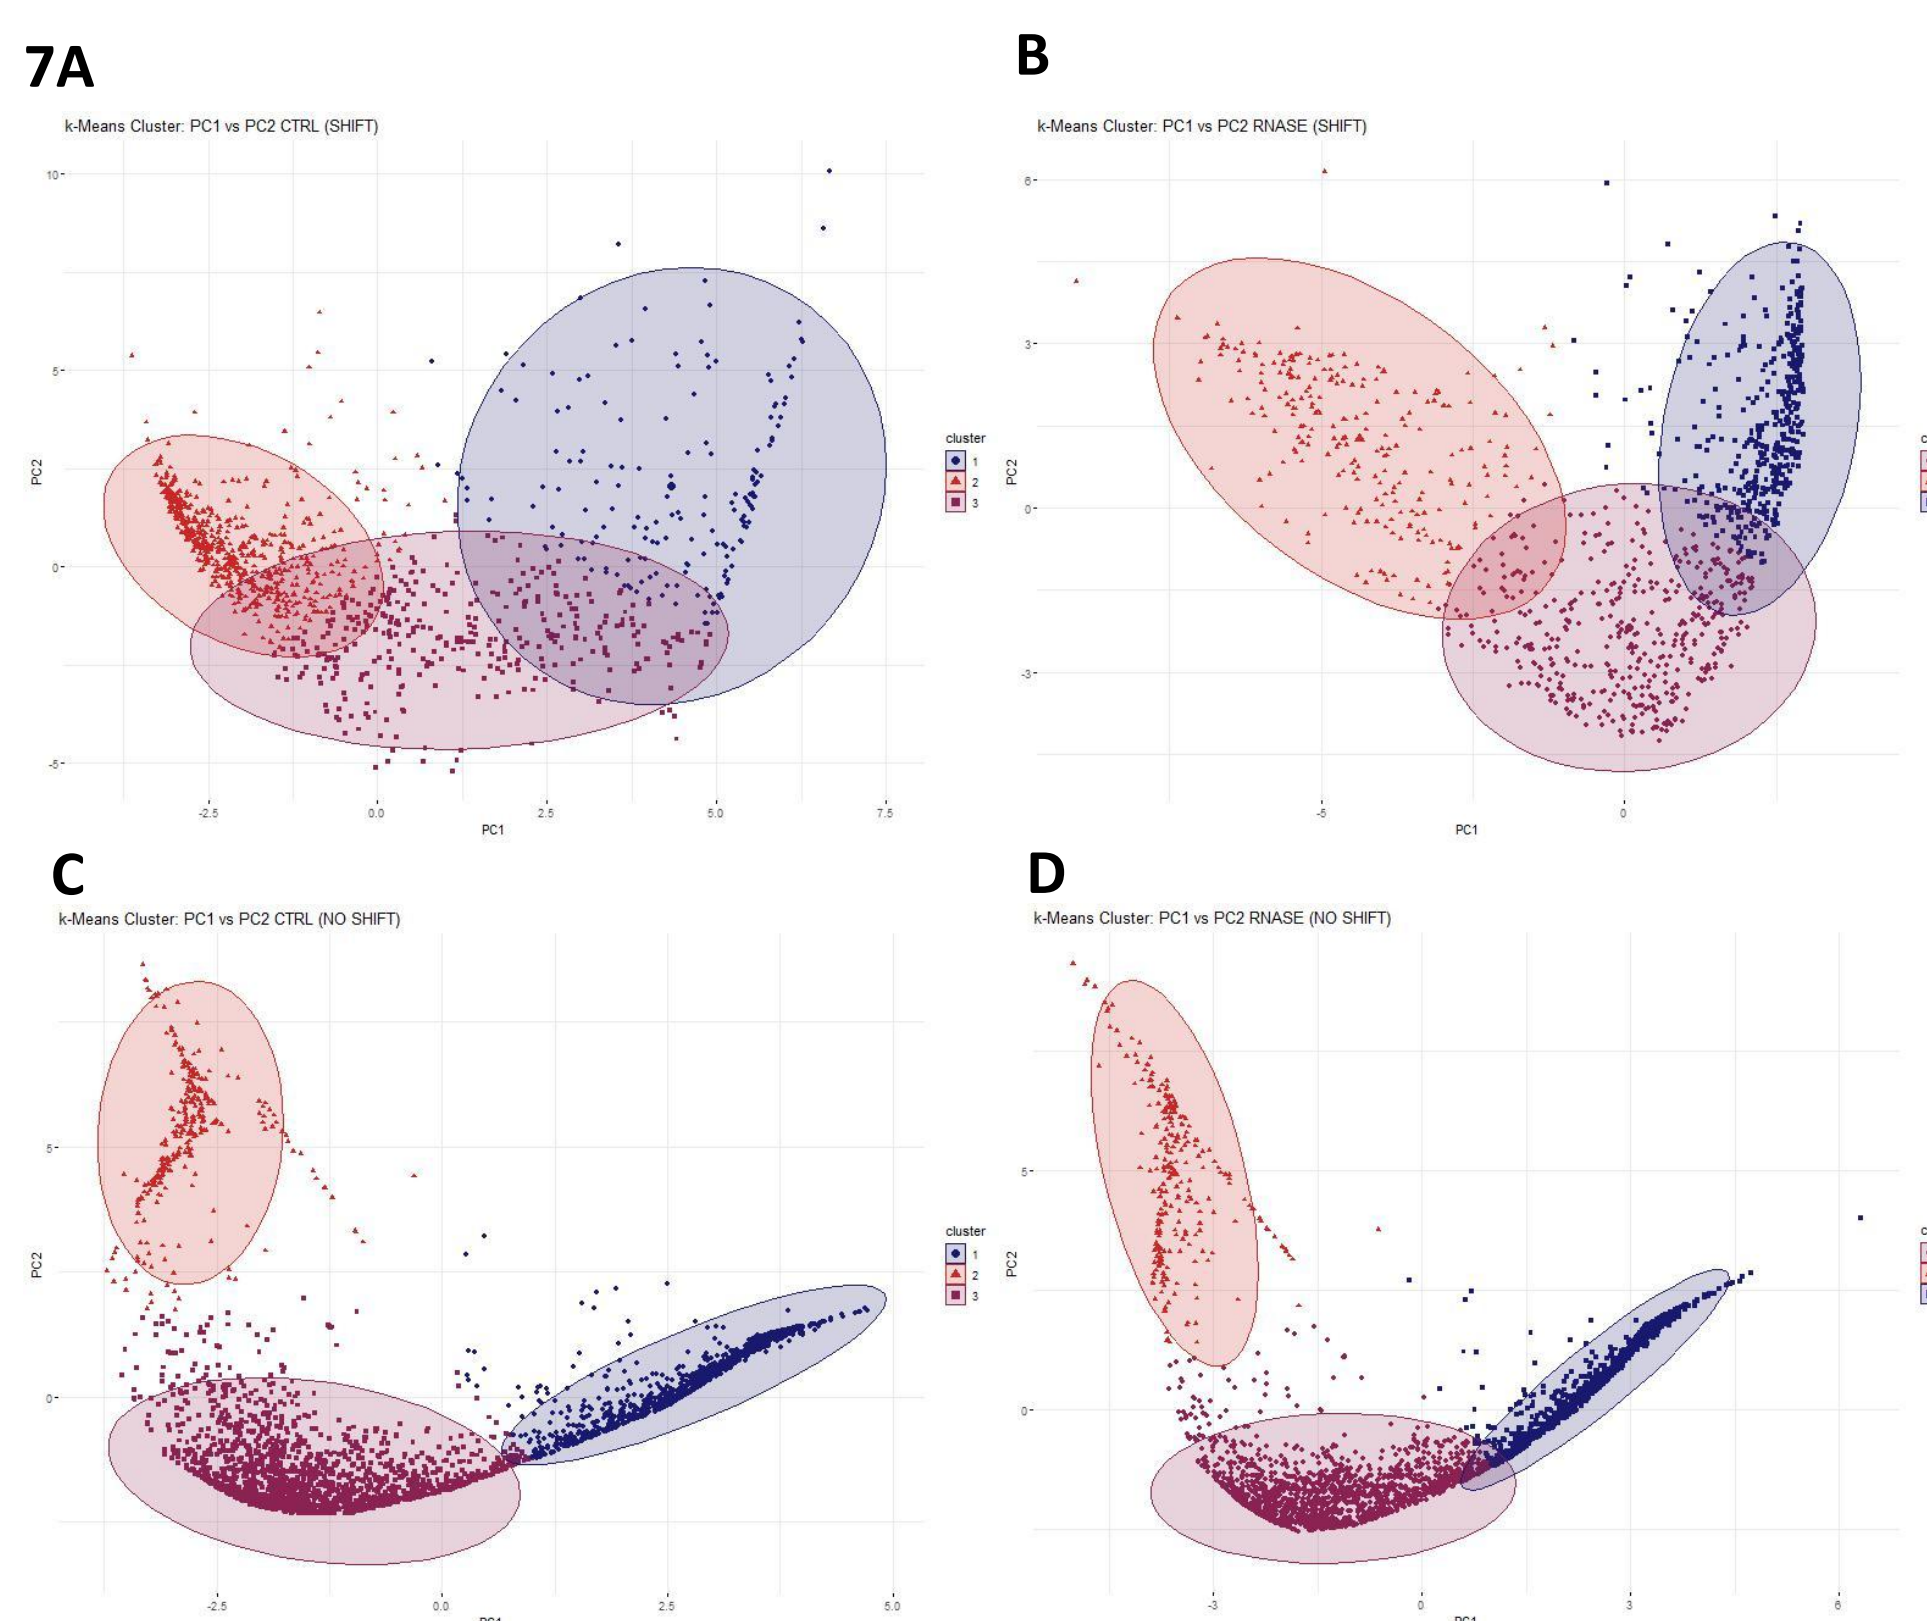 7A
k-Means Cluster: PC1 vs PC2 CTRL (SHIFT)
10
5
0
-5
PC2
-2.5
0.0
2.5
5.0
7.5
PC1
cluster
1
2
3
B
k-Means Cluster: PC1 vs PC2 RNASE (SHIFT)
6
3
0
-3
PC2
-5
0
PC1
c
C
k-Means Cluster: PC1 vs PC2 CTRL (NO SHIFT)
5
0
PC2
-2.5
0.0
2.5
5.0
PC1
cluster
1
2
3
D
k-Means Cluster: PC1 vs PC2 RNASE (NO SHIFT)
5
0
PC2
-3
0
3
6
PC1
c